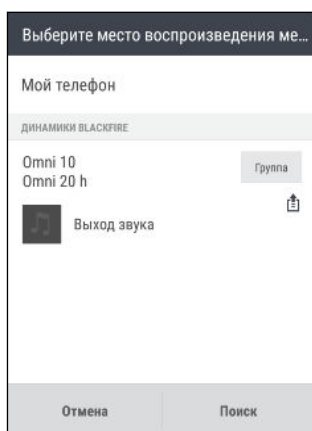 Выберите место воспроизведения ме...
Мой телефон
ДИНАМИКИ BLACKFIRE
Omni 10
Omni 20 h
Группа
Выход звука
Отмена
Поиск